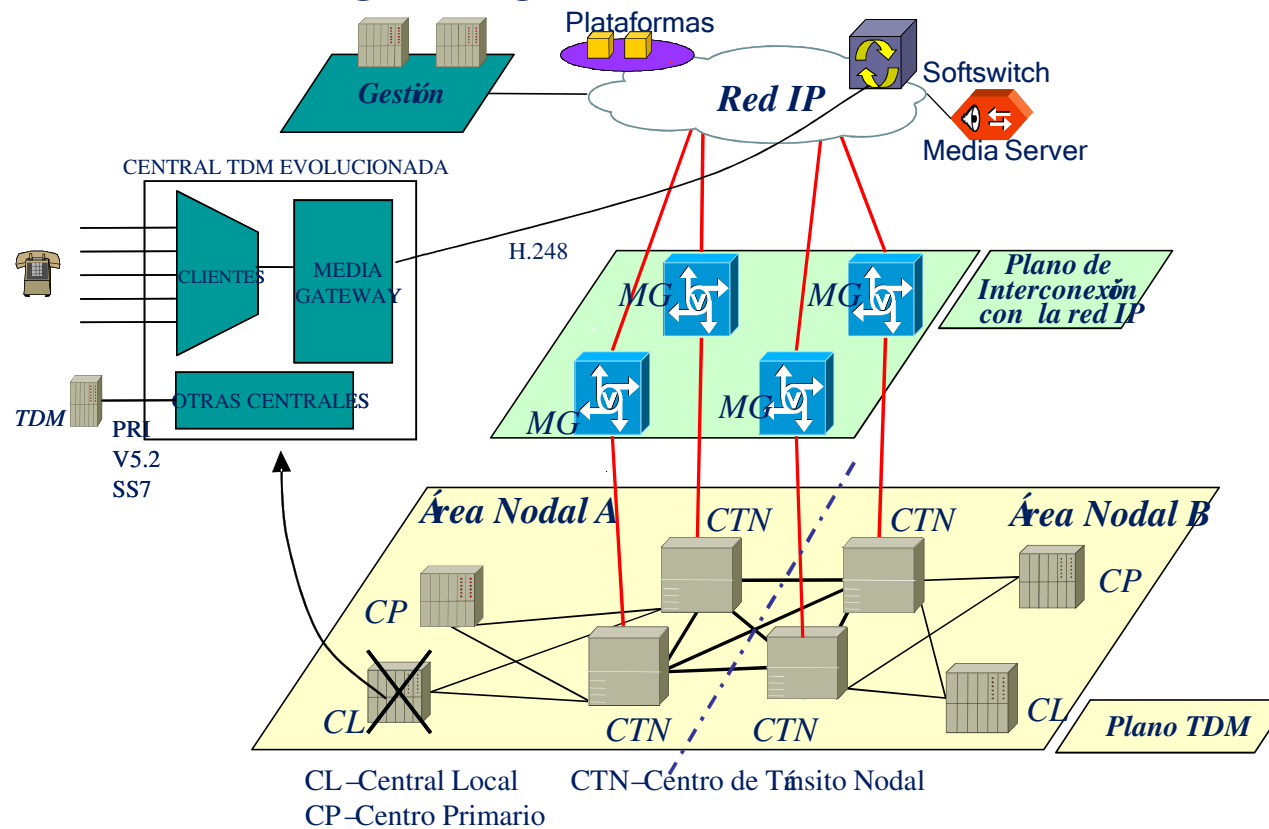 Plataformas
Gestión
Red IP
Softswitch
Media Server
CENTRAL TDM EVOLUCIONADA
CLIENTES
MEDIA
GATEWAY
OTRAS CENTRALES
TDM
PRI
V5.2
SS7
H.248
MG
MG
MG
MG
Plano de
Interconexión
con la red IP
Área Nodal A
CTN
CTN
Área Nodal B
CP
CP
CL
CTN
CTN
CL
Plano TDM
CL–Central Local
CTN–Centro de Tránsito Nodal
CP–Centro Primario